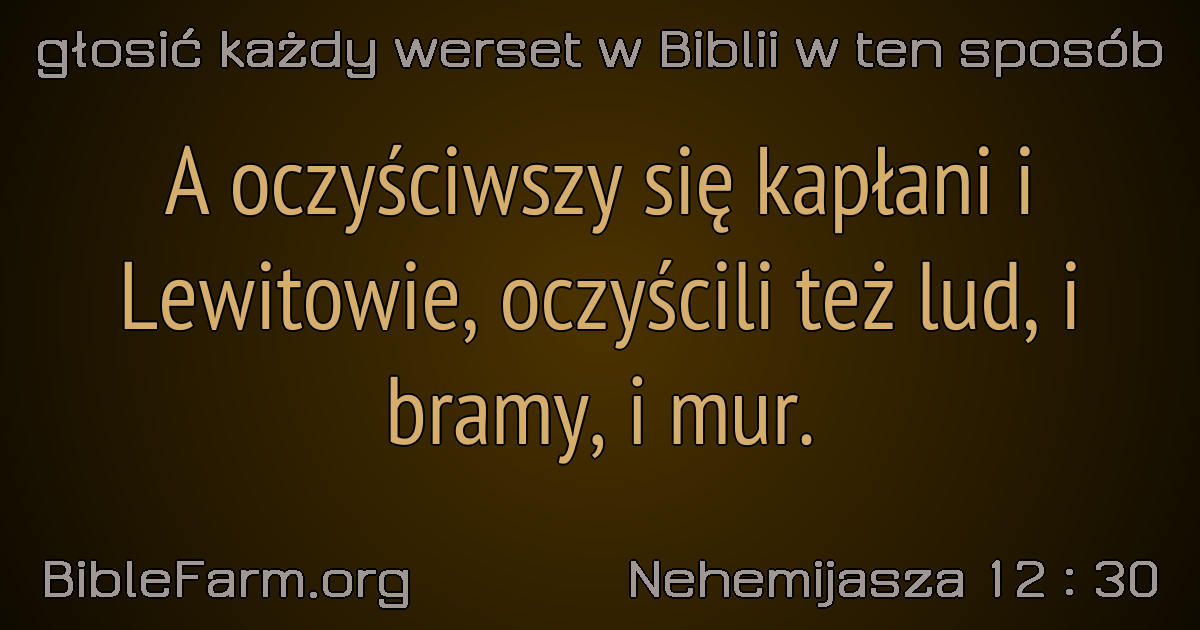 głosić każdy werset w Biblii w ten sposób
A oczyściwszy się kapłani i
Lewitowie, oczyścili też lud, i
bramy, i mur.
BibleFarm.org
Nehemijasza 12 : 30